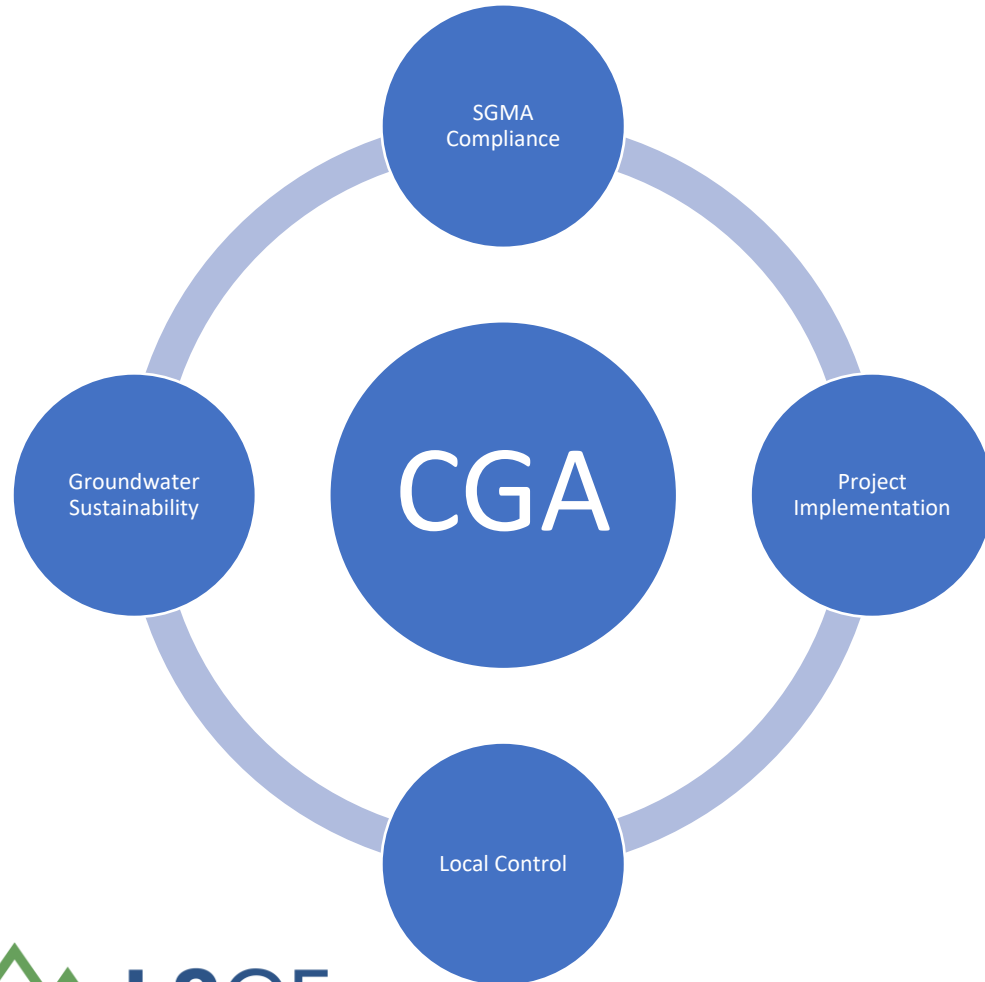 SGMA
Compliance
Groundwater
Sustainability
CGA
Project
Implementation
Local Control